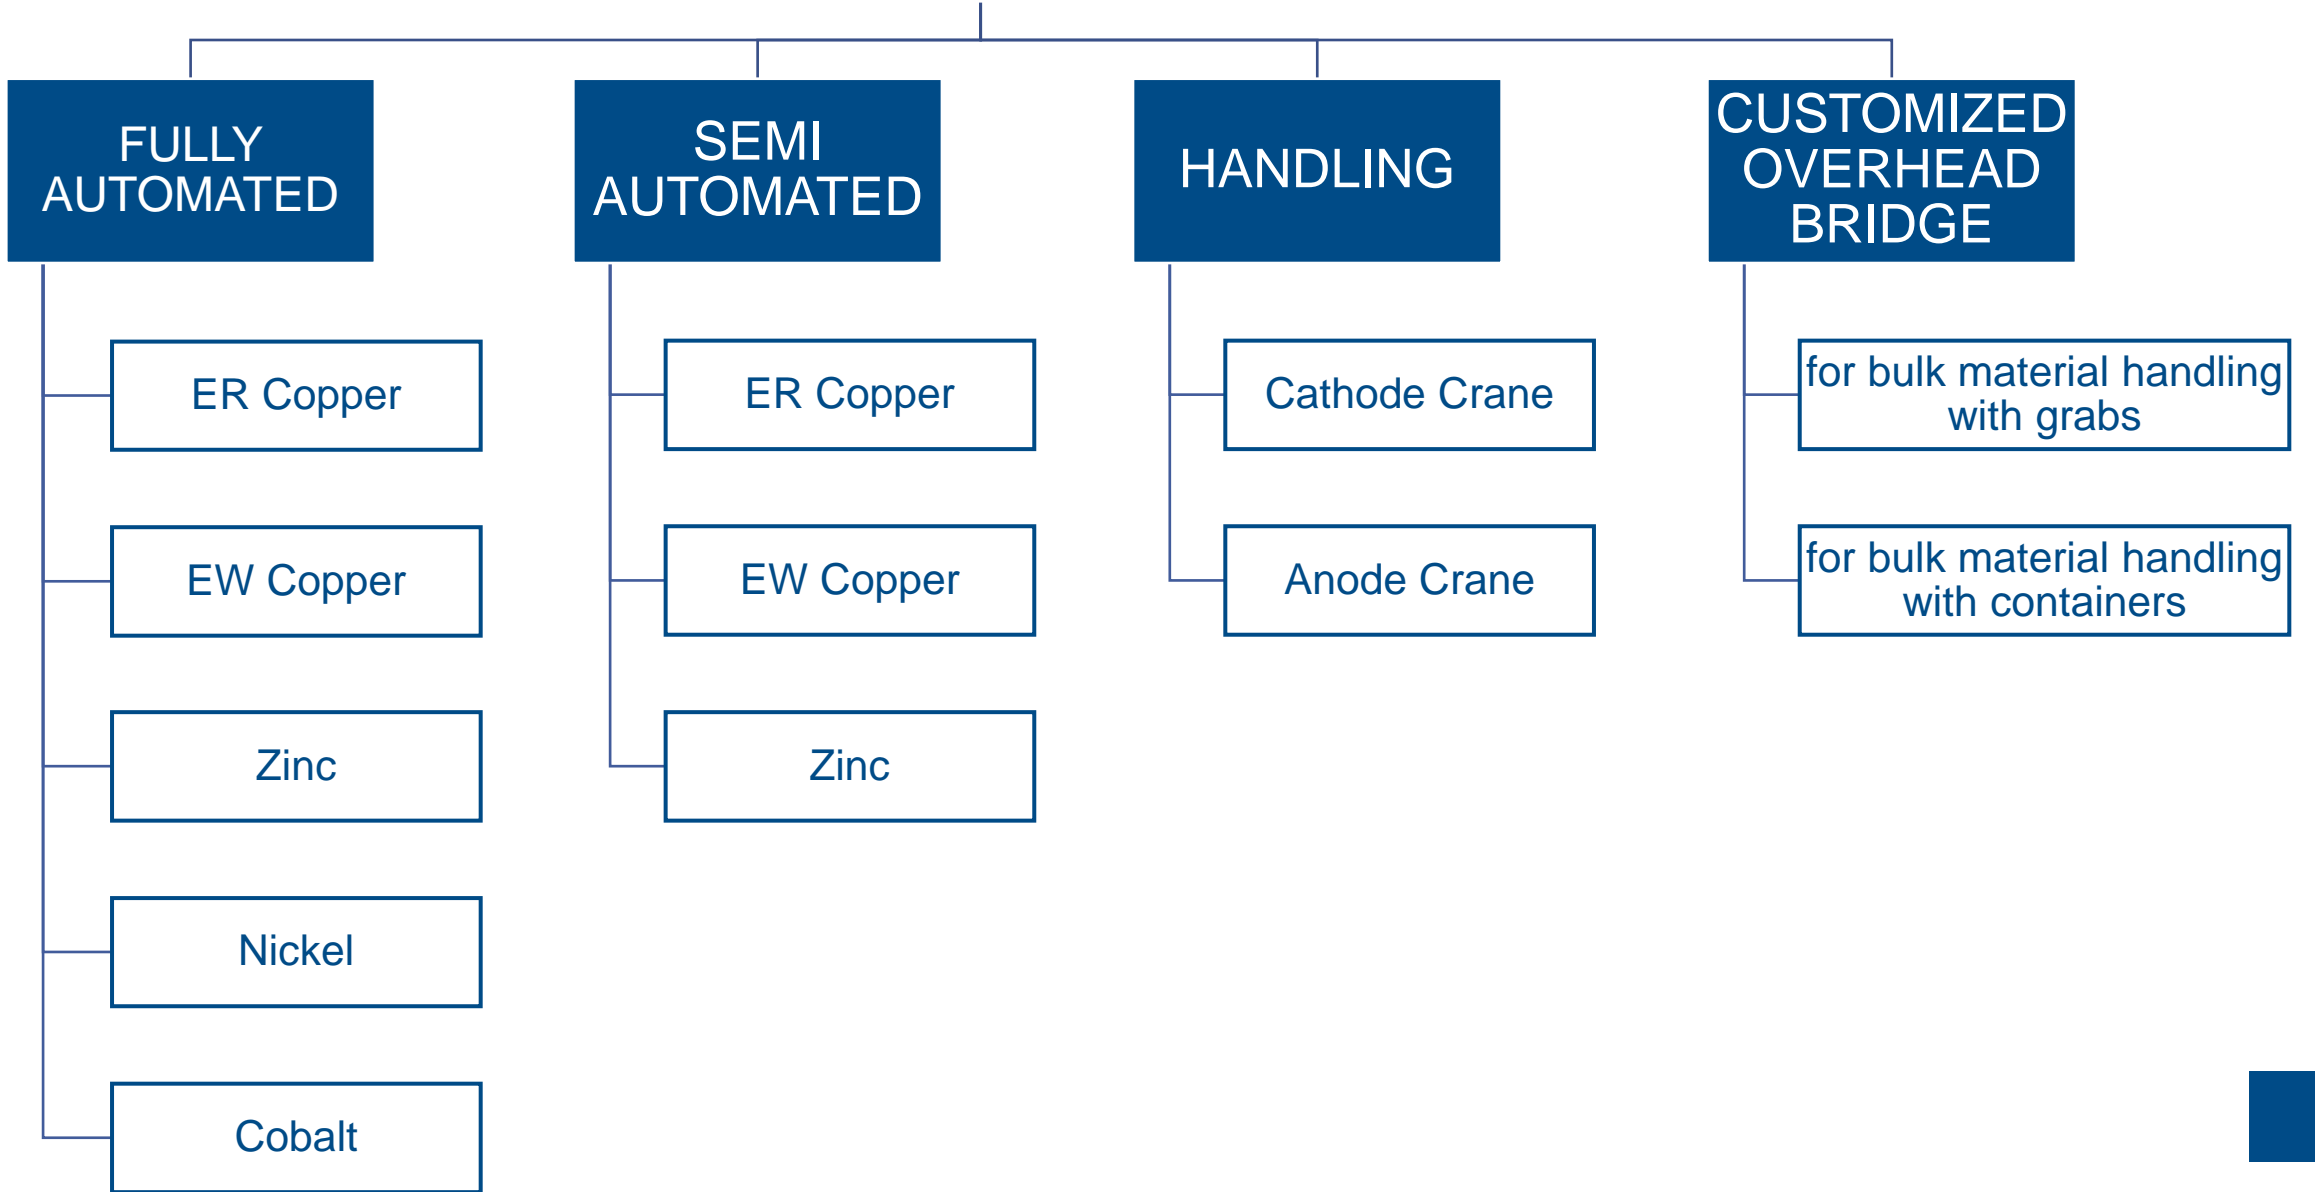 FULLY
AUTOMATED
ER Copper
EW Copper
Zinc
Nickel
Cobalt
SEMI
AUTOMATED
ER Copper
EW Copper
Zinc
HANDLING
Cathode Crane
Anode Crane
CUSTOMIZED
OVERHEAD
BRIDGE
for bulk material handling
with grabs
for bulk material handling
with containers